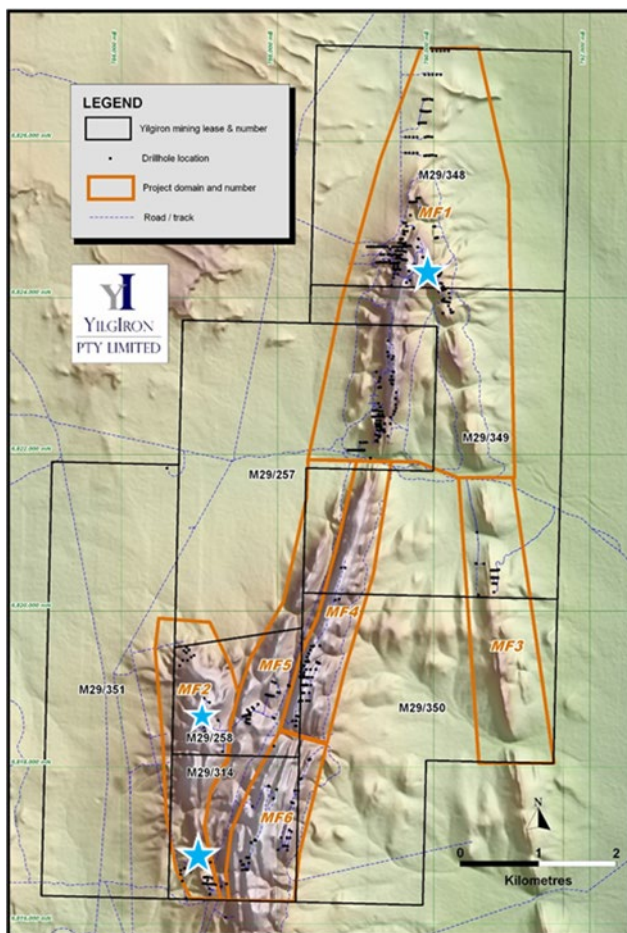 LEGEND
Yilgiron mining lease & number
Drillhole location
Project domain and number
Road / track
YI
YILGIRON
PTY LIMITED
M29/348
MF1
M29/349
M29/257
MF4
MF5
MF3
MF2
M29/351
M29/258
M29/350
M29/314
MF6
N
0 1 2
Kilometres